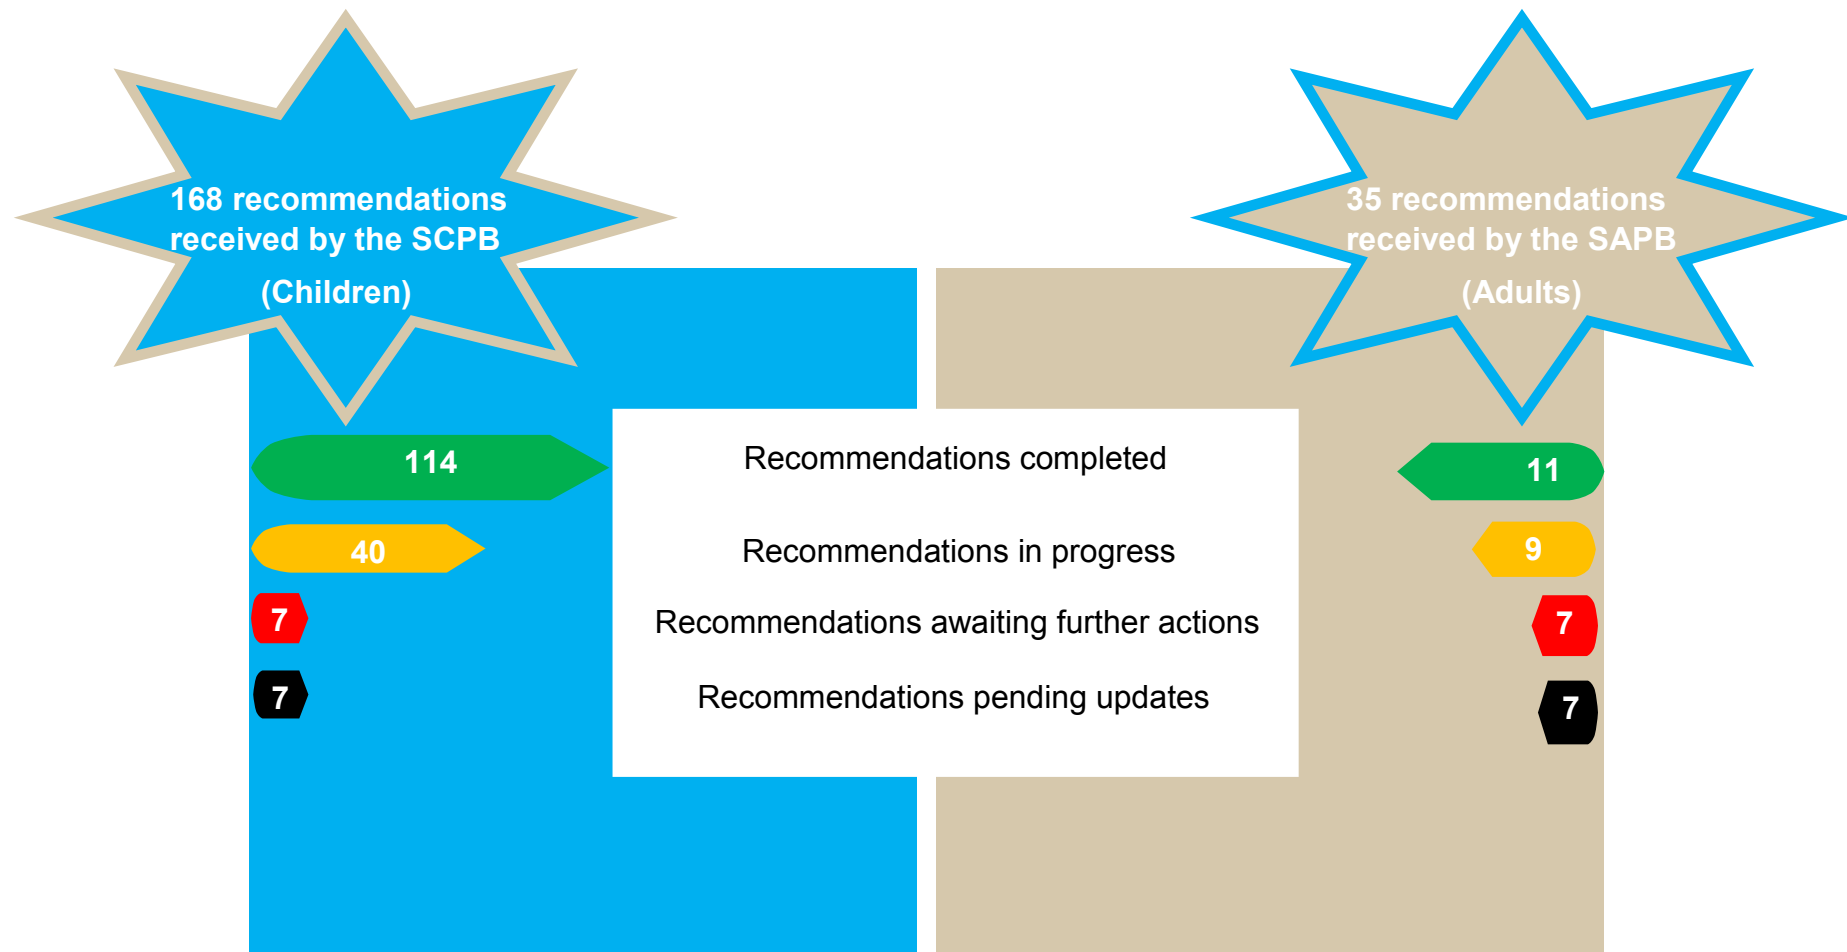 168 recommendations
received by the SCPB
(Children)
35 recommendations
received by the SAPB
(Adults)
114
Recommendations completed
11
40
Recommendations in progress
9
7
Recommendations awaiting further actions
7
7
Recommendations pending updates
7